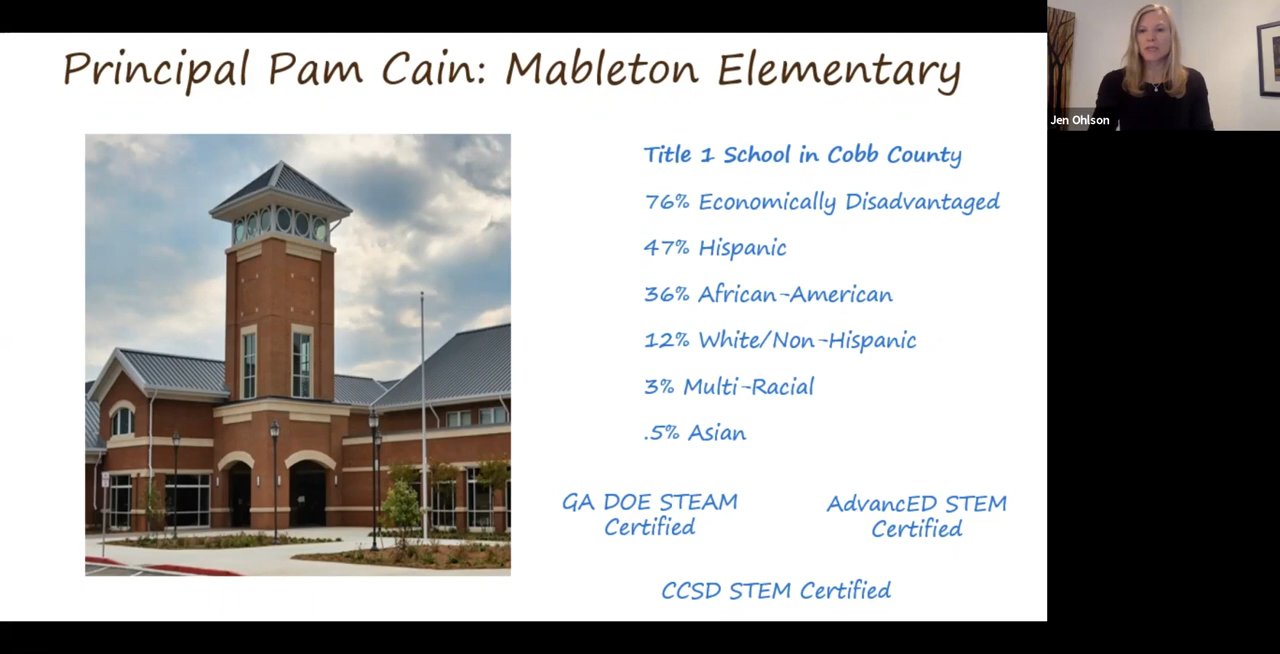 Principal Pam Cain: Mableton Elementary
Jen Ohlson
Title 1 School in Cobb County
76% Economically Disadvantaged
47% Hispanic
36% African-American
12% White/Non-Hispanic
3% Multi-Racial
.5% Asian
GA DOE STEAM
Certified
AdvancED STEM
Certified
CCSD STEM Certified